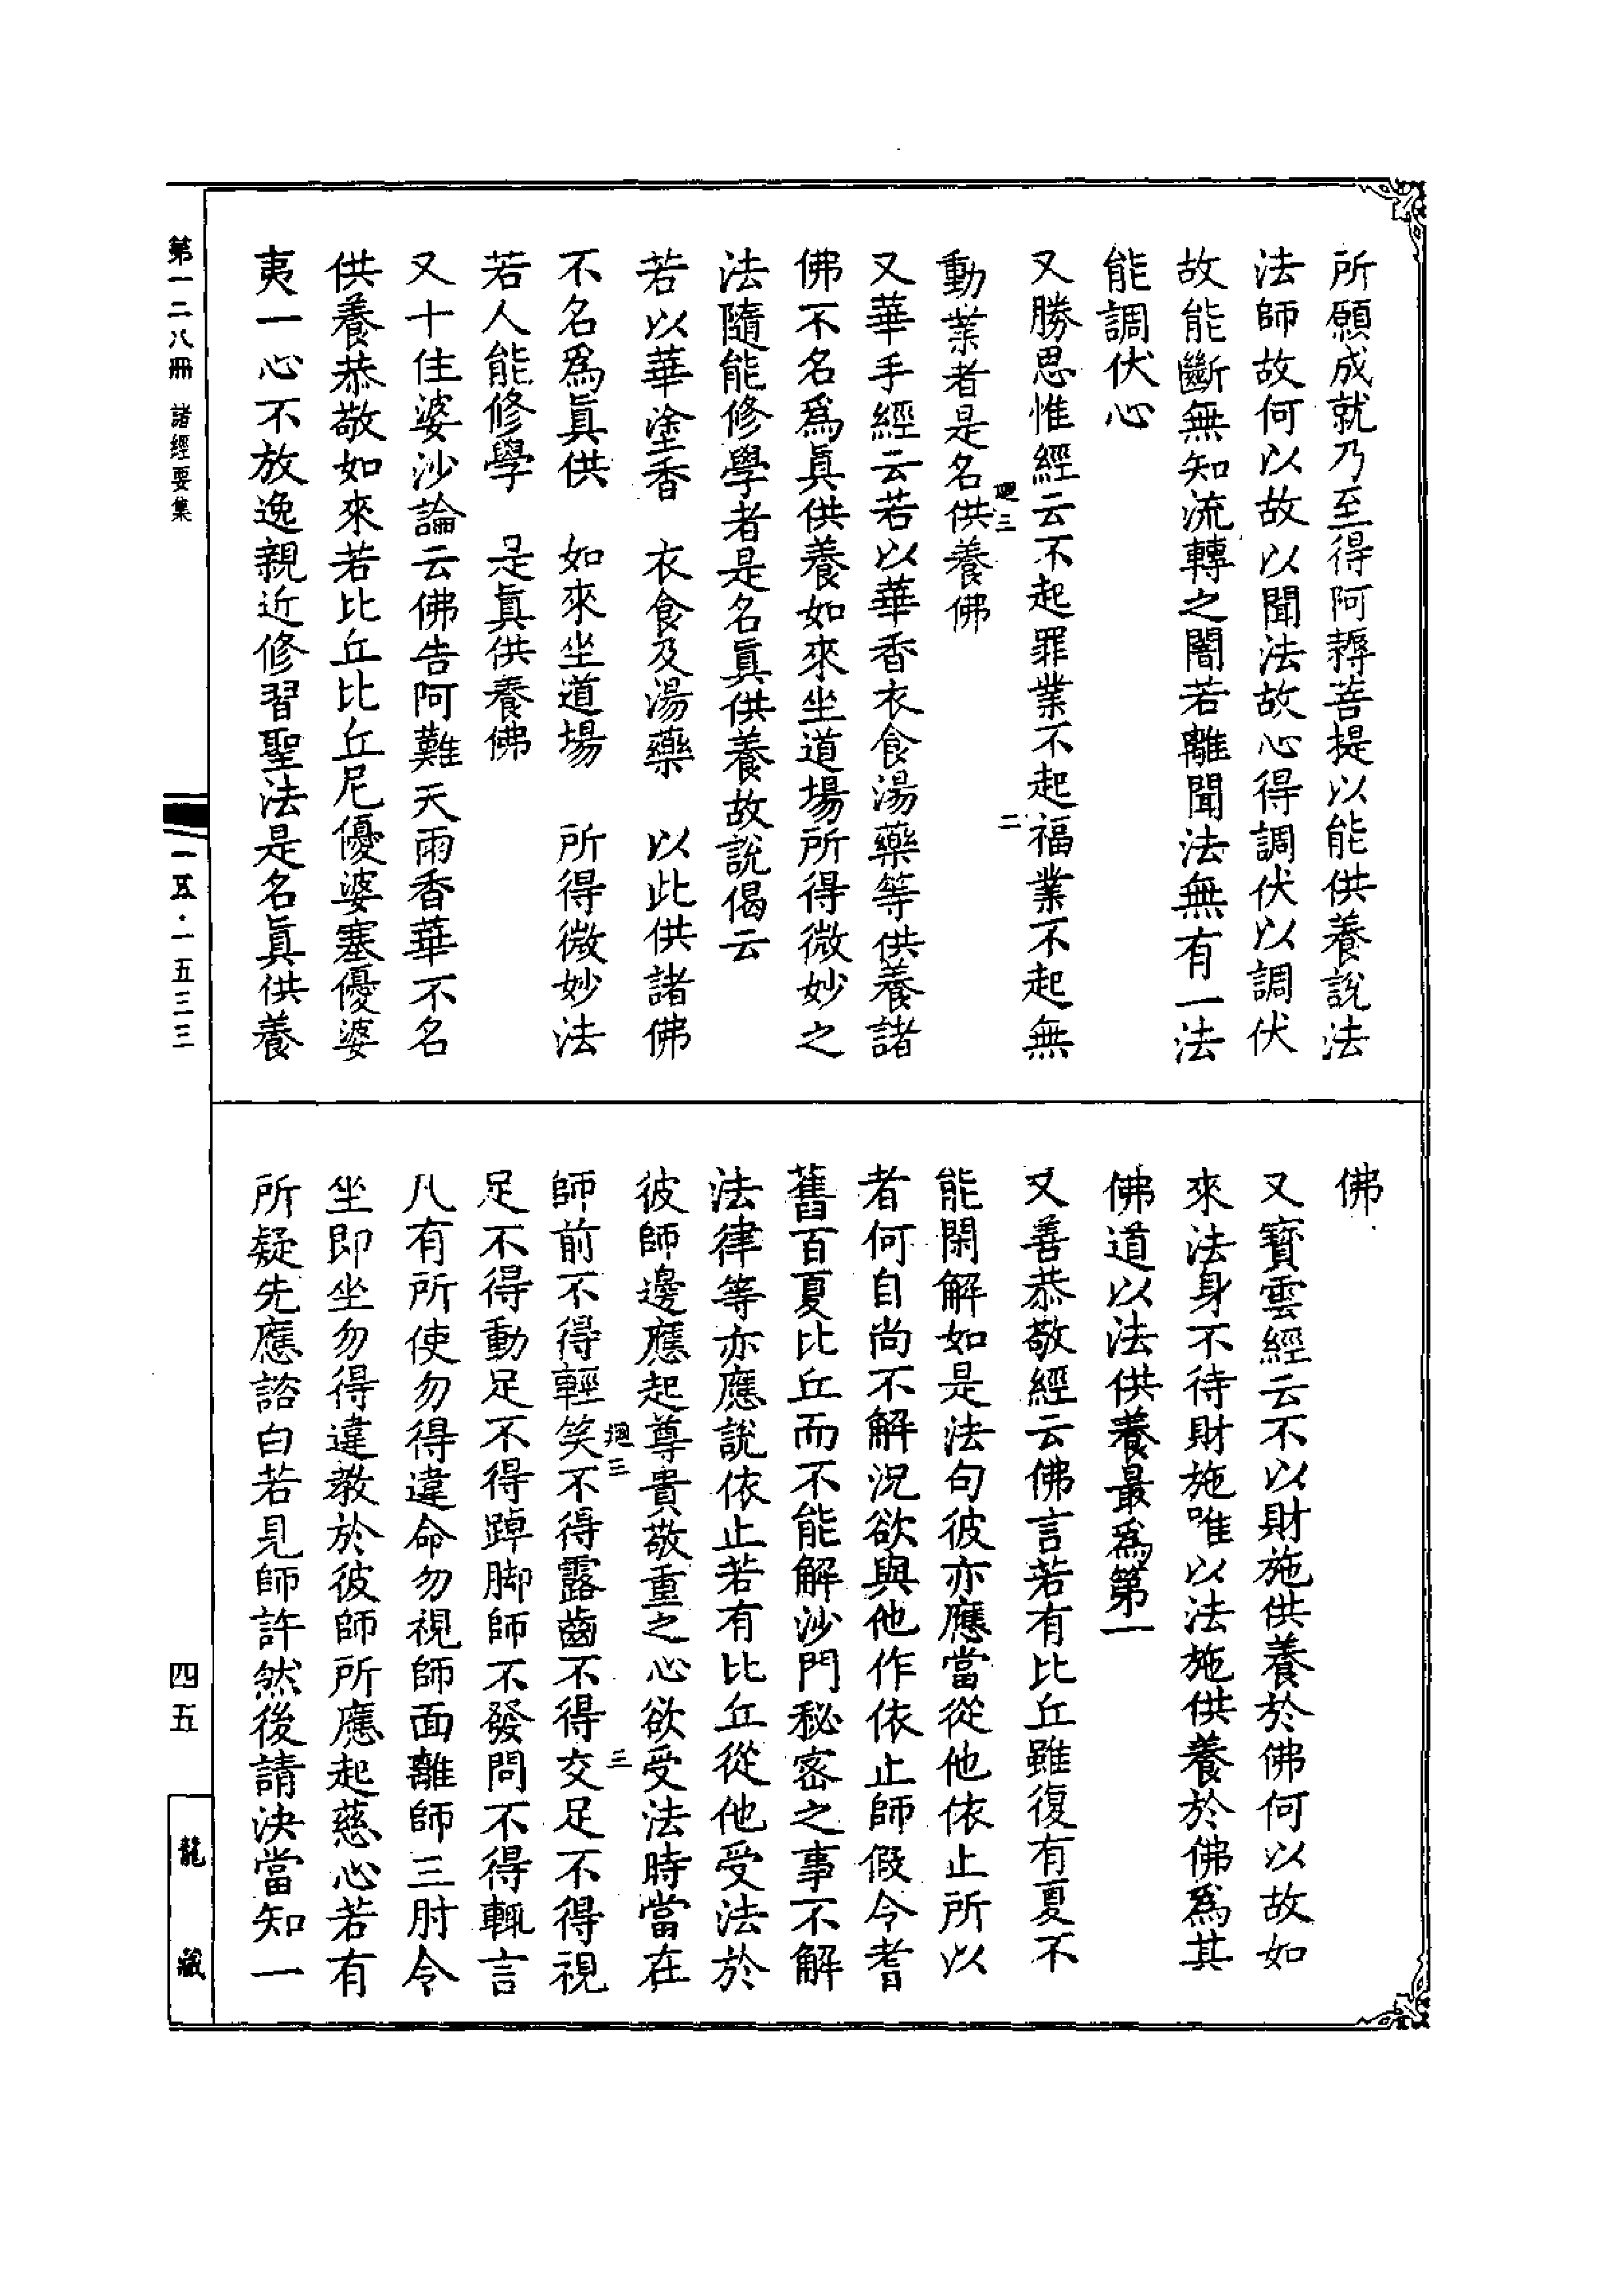 所願成就乃至得阿耨菩提以能供養說法
法師故何以故以聞法故心得調伏以調伏
故能斷無知流轉之闇若離聞法無有一法
能調伏心
又勝思惟經云不起罪業不起福業不起無
動業者是名供養佛
又華手經云若以華香衣食湯藥等供養諸
佛不名爲眞供養如來坐道場所得微妙之
法隨能修學者是名眞供養故說偈云
若以華塗香　衣食及湯藥　以此供諸佛
不名爲眞供　如來坐道場　所得微妙法
若人能修學　是眞供養佛
又十住婆沙論云佛告阿難天雨香華不名
供養恭敬如來若比丘比丘尼優婆塞優婆
夷一心不放逸親近修習聖法是名眞供養
佛
又寶雲經云不以財施供養於佛何以故如
來法身不待財施唯以法施供養於佛爲其
佛道以法供養最爲第一
又善恭敬經云佛言若有比丘雖復有夏不
能閑解如是法句彼亦應當從他依止所以
者何自尚不解況欲與他作依止師假令耆
舊百夏比丘而不能解沙門秘密之事不解
法律等亦應說依止若有比丘從他受法於
彼師邊應起尊貴敬重之心欲受法時當在
師前不得輕笑不得露齒不得交足不得視
足不得動足不得踔脚師不發問不得輒言
凡有所使勿得違命勿視師面離師三肘令
坐即坐勿得違教於彼師所應起慈心若有
所疑先應諮白若見師許然後請決當知一
三
二
三
三
第一二八冊　諸經要集
一五·一五三三
四五
龍藏